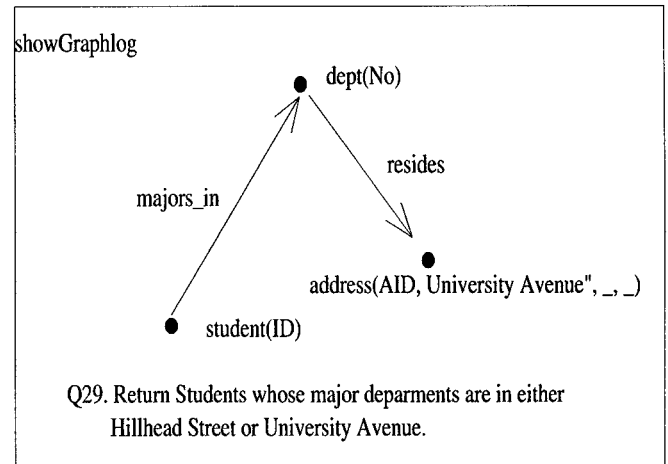 showGraphlog
dept(No)
resides
majors_in
address(AID, University Avenue", _, _)
student(ID)
Q29. Return Students whose major deparments are in either
Hillhead Street or University Avenue.